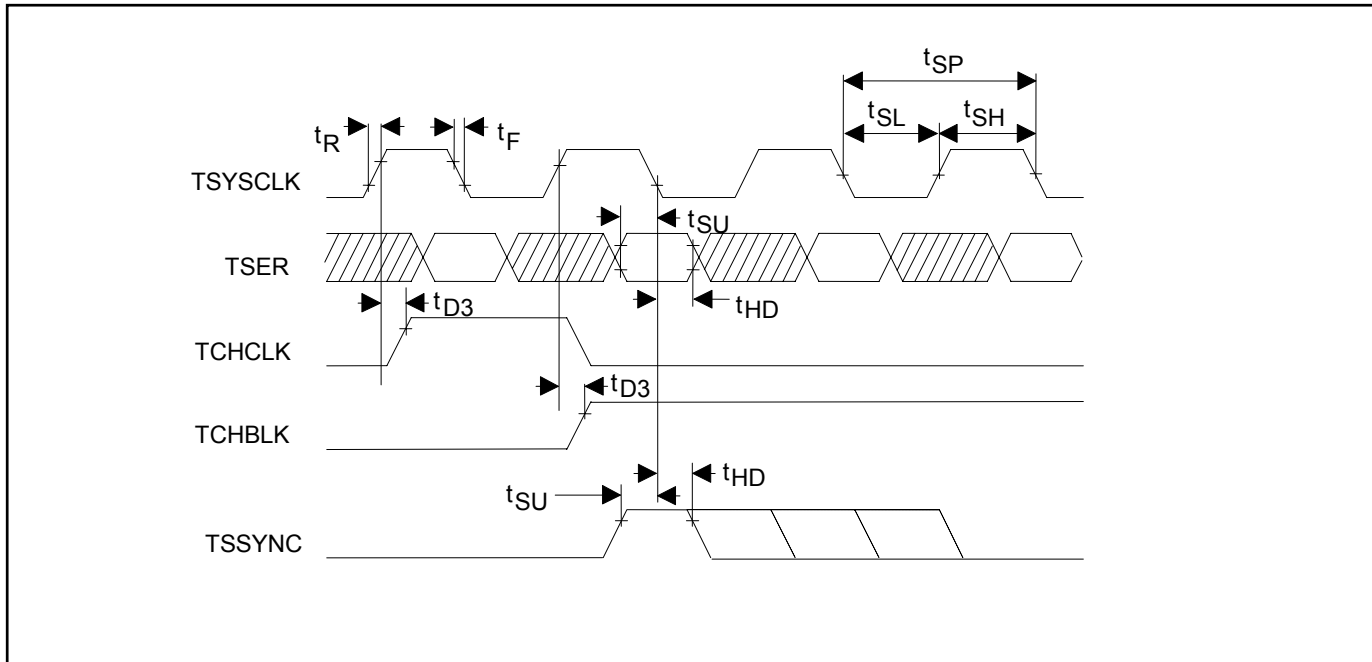 tSP
tSL tSH
tR tF
TSYSCLK
tSU
TSER
tD3 tHD
TCHCLK
tD3
TCHBLK
tHD
tSU
TSSYNC